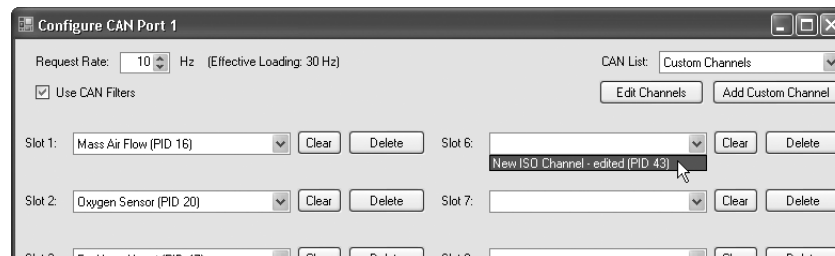 Configure CAN Port 1
Request Rate: 10 Hz (Effective Loading: 30 Hz) CAN List: Custom Channels
Use CAN Filters Edit Channels Add Custom Channel
Slot 1: Mass Air Flow (PID 16) Clear Delete Slot 6: Clear Delete
New ISO Channel - edited (PID 43)
Slot 2: Oxygen Sensor (PID 20) Clear Delete Slot 7: Clear Delete